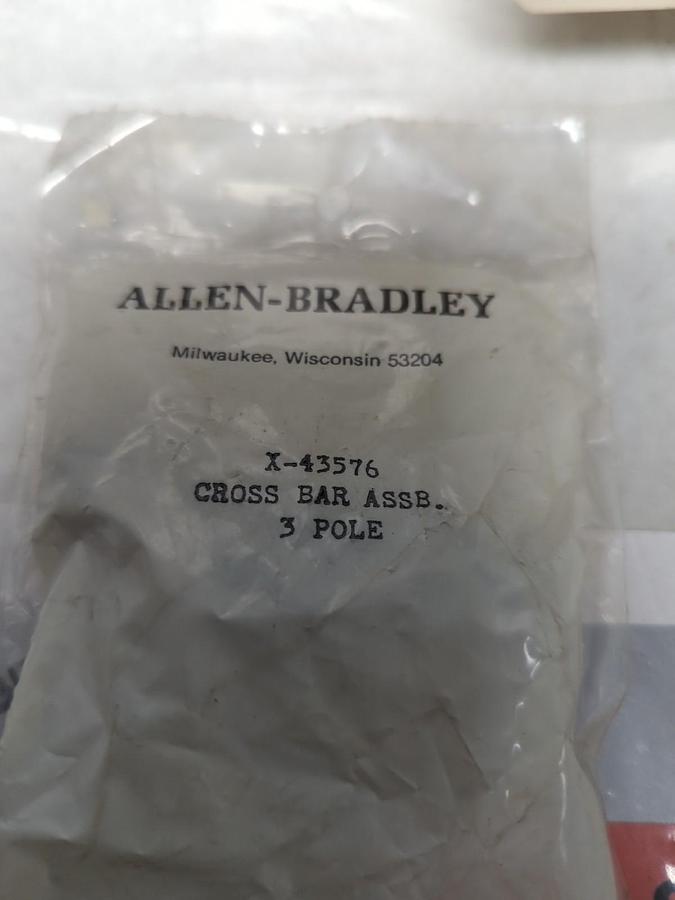 ALLEN-BRADLEY
Milwaukee, Wisconsin 53204
X-43576
CROSS BAR ASSB.
3 POLE